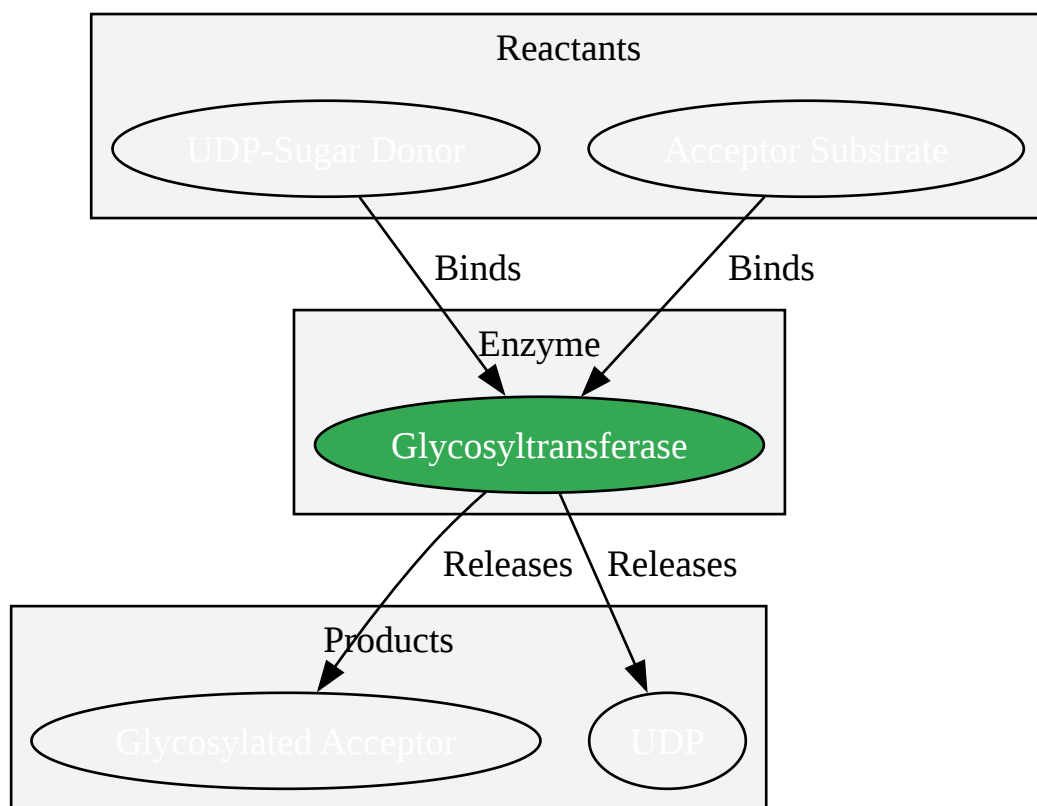 Reactants
UDP-Sugar Donor
Acceptor Substrate
Binds
Binds
Enzyme
Glycosyltransferase
Releases
Releases
Products
Glycosylated Acceptor
UDP